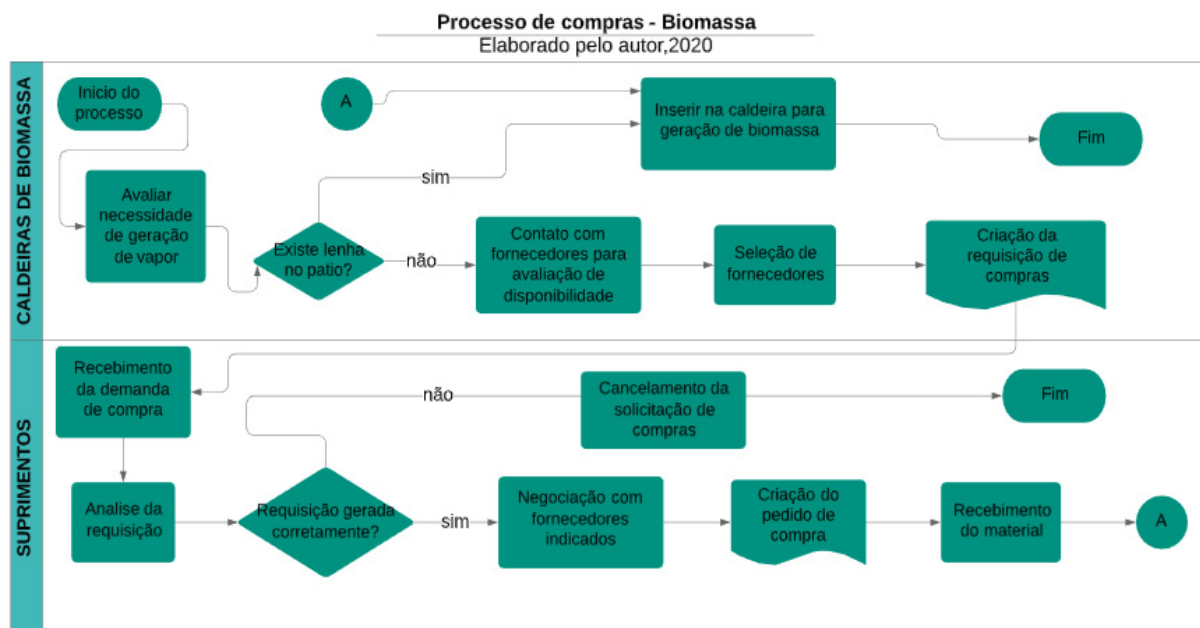 Processo de compras - Biomassa
Elaborado pelo autor,2020
CALDEIRAS DE BIOMASSA
Inicio do
processo
A
Inserir na caldeira para
geração de biomassa
Fim
sim
Avaliar
necessidade
de geração
de vapor
Existe lenha
no patio?
não
Contato com
fornecedores para
avaliação de
disponibilidade
Seleção de
fornecedores
Criação da
requisição de
compras
SUPRIMENTOS
Recebimento
da demanda
de compra
não
Cancelamento da
solicitação de
compras
Fim
Analise da
requisição
Requisição gerada
corretamente?
sim
Negociação com
fornecedores
indicados
Criação do
pedido de
compra
Recebimento
do material
A